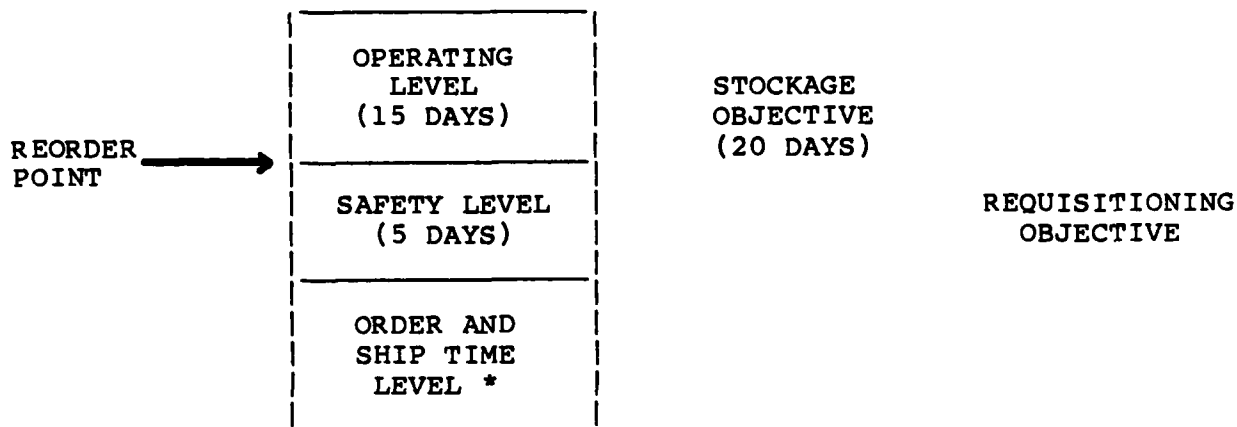 OPERATING
LEVEL
(15 DAYS)
STOCKAGE
OBJECTIVE
(20 DAYS)
REORDER
POINT
SAFETY LEVEL
(5 DAYS)
REQUISITIONING
OBJECTIVE
ORDER AND
SHIP TIME
LEVEL *